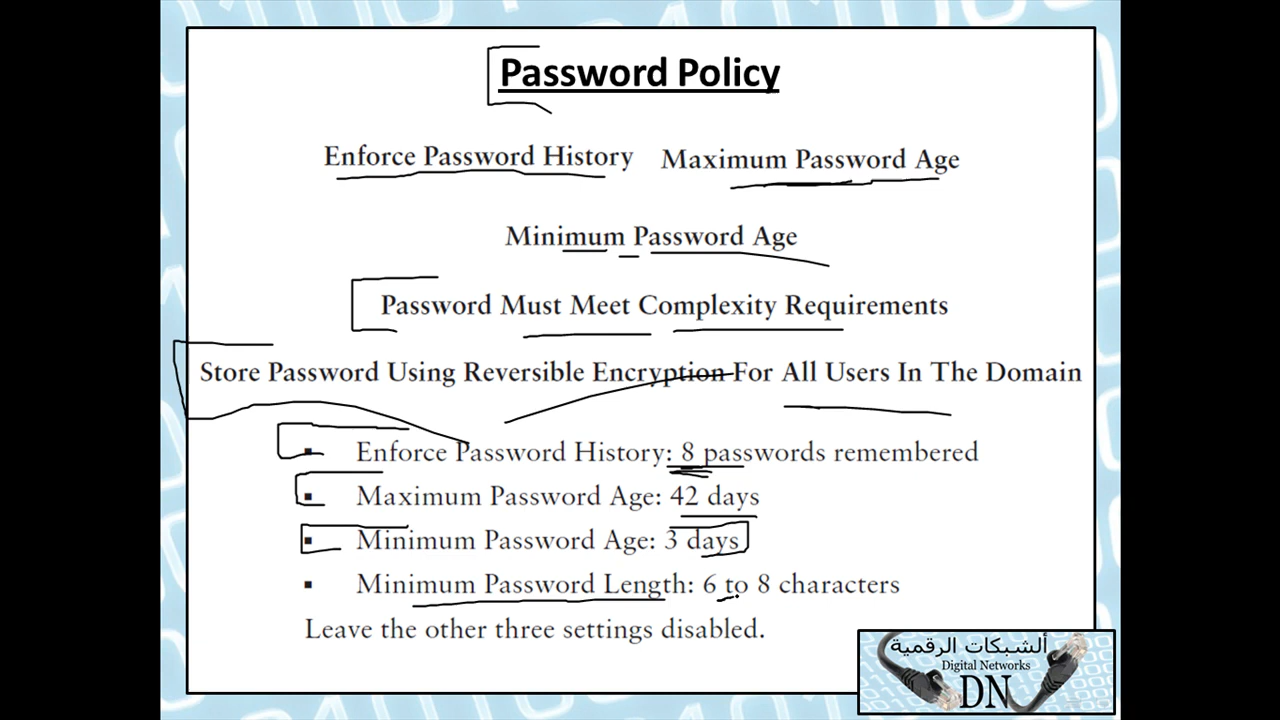 Password Policy
Enforce Password History Maximum Password Age
Minimum Password Age
Password Must Meet Complexity Requirements
Store Password Using Reversible Encryption For All Users In The Domain
▪ Enforce Password History: 8 passwords remembered
▪ Maximum Password Age: 42 days
▪ Minimum Password Age: 3 days
▪ Minimum Password Length: 6 to 8 characters
Leave the other three settings disabled.
ألشبكات الرقمية
Digital Networks
DN